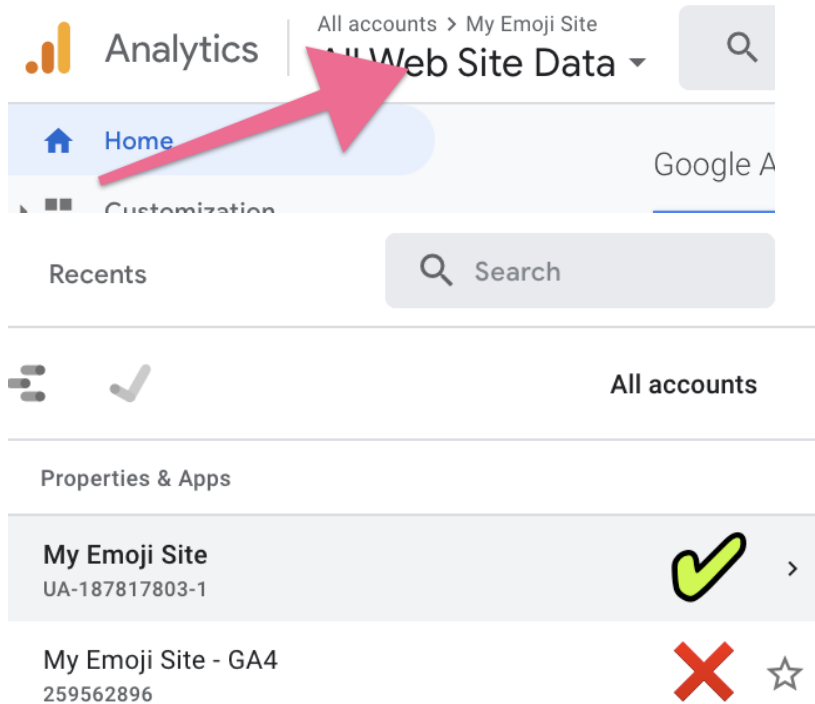 All accounts > My Emoji Site
Analytics
All Web Site Data
Home
Google A
Customization
Recents
Search
All accounts
Properties & Apps
My Emoji Site
UA-187817803-1
My Emoji Site - GA4
259562896